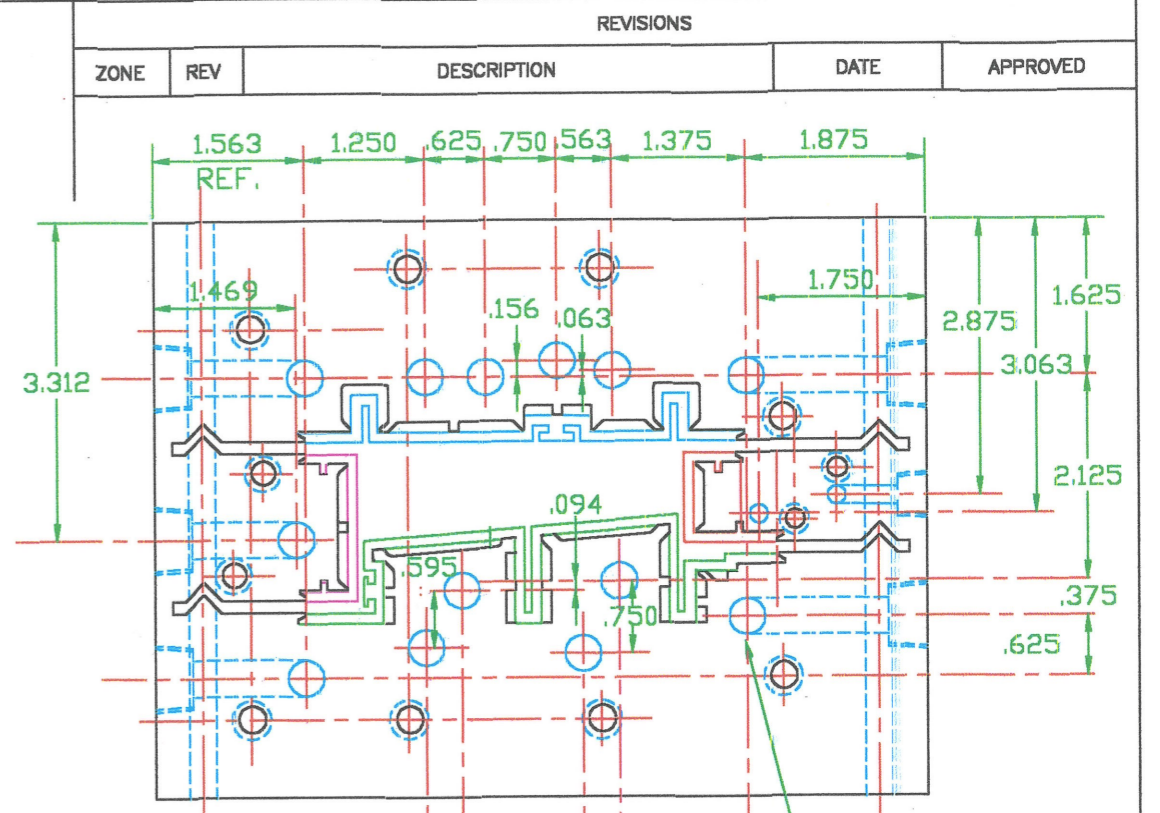 REVISIONS
ZONE REV DESCRIPTION DATE APPROVED
1.563 1.250 .625 .750 .563 1.375 1.875
REF.
1.469 1.750
.156 1.625
.063 2.875
3.312 3.063
2.125
.094
.595
.375
.750
.625